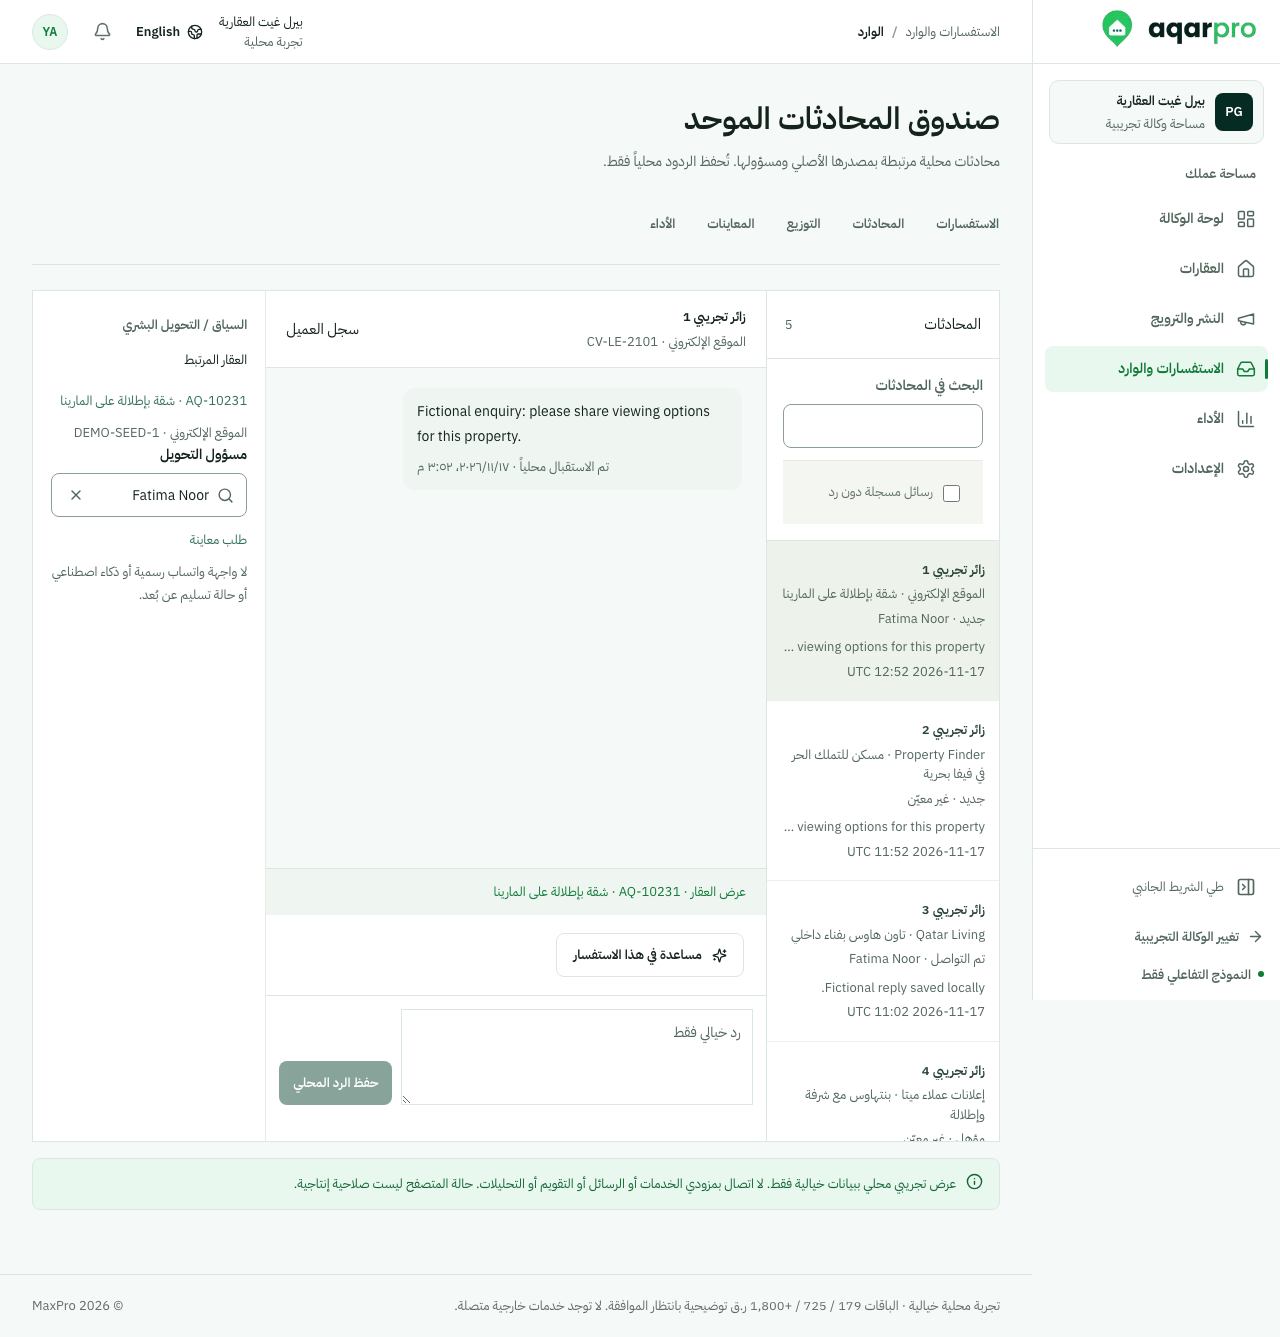 aqarpro
PG
بيرل غيت العقارية
مساحة وكالة تجريبية
مساحة عملك
لوحة الوكالة
العقارات
النشر والترويج
الاستفسارات والوارد
الأداء
الإعدادات
طي الشريط الجانبي
تغيير الوكالة التجريبية
النموذج التفاعلي فقط
الاستفسارات والوارد / الوارد
بيرل غيت العقارية
تجربة محلية
English
YA
صندوق المحادثات الموحد
محادثات محلية مرتبطة بمصدرها الأصلي ومسؤولها. تُحفظ الردود محلياً فقط.
الاستفسارات
المحادثات
التوزيع
المعاينات
الأداء
المحادثات
5
البحث في المحادثات
رسائل مسجلة دون رد
زائر تجريبي 1
الموقع الإلكتروني · شقة بإطلالة على المارينا
جديد · Fatima Noor
... viewing options for this property
2026-11-17 12:52 UTC
زائر تجريبي 2
Property Finder · مسكن للتملك الحر
في فيفا بحرية
جديد · غير معيّن
... viewing options for this property
2026-11-17 11:52 UTC
زائر تجريبي 3
Qatar Living · تاون هاوس بفناء داخلي
تم التواصل · Fatima Noor
Fictional reply saved locally.
2026-11-17 11:02 UTC
زائر تجريبي 4
إعلانات عملاء ميتا · بنتهاوس مع شرفة
وإطلالة
مؤهل · غير معيّن
زائر تجريبي 1
الموقع الإلكتروني · CV-LE-2101
سجل العميل
Fictional enquiry: please share viewing options
for this property.
تم الاستقبال محلياً · ١٧‏/١١‏/٢٠٢٦، ٣:٥٢ م
عرض العقار · AQ-10231 · شقة بإطلالة على المارينا
مساعدة في هذا الاستفسار
رد خيالي فقط
حفظ الرد المحلي
السياق / التحويل البشري
العقار المرتبط
AQ-10231 · شقة بإطلالة على المارينا
الموقع الإلكتروني · DEMO-SEED-1
مسؤول التحويل
Fatima Noor
طلب معاينة
لا واجهة واتساب رسمية أو ذكاء اصطناعي
أو حالة تسليم عن بُعد.
عرض تجريبي محلي ببيانات خيالية فقط. لا اتصال بمزودي الخدمات أو الرسائل أو التقويم أو التحليلات. حالة المتصفح ليست صلاحية إنتاجية.
تجربة محلية خيالية · الباقات 179 / 725 / +1,800 ر.ق توضيحية بانتظار الموافقة. لا توجد خدمات خارجية متصلة.
© 2026 MaxPro